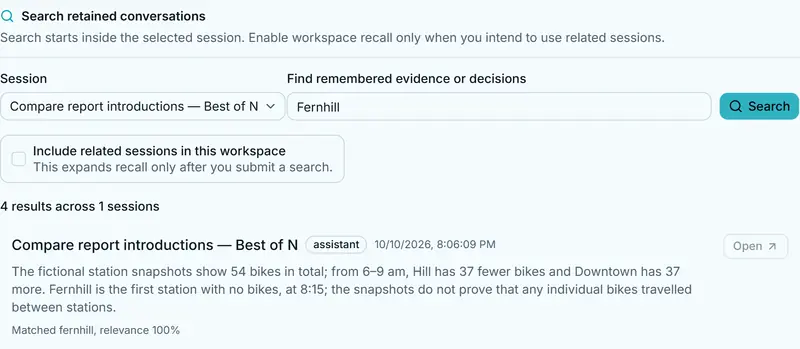 Search retained conversations
Search starts inside the selected session. Enable workspace recall only when you intend to use related sessions.
Session
Find remembered evidence or decisions
Compare report introductions — Best of N
Fernhill
Search
Include related sessions in this workspace
This expands recall only after you submit a search.
4 results across 1 sessions
Compare report introductions — Best of N
assistant
10/10/2026, 8:06:09 PM
Open
The fictional station snapshots show 54 bikes in total; from 6–9 am, Hill has 37 fewer bikes and Downtown has 37
more. Fernhill is the first station with no bikes, at 8:15; the snapshots do not prove that any individual bikes travelled
between stations.
Matched fernhill, relevance 100%